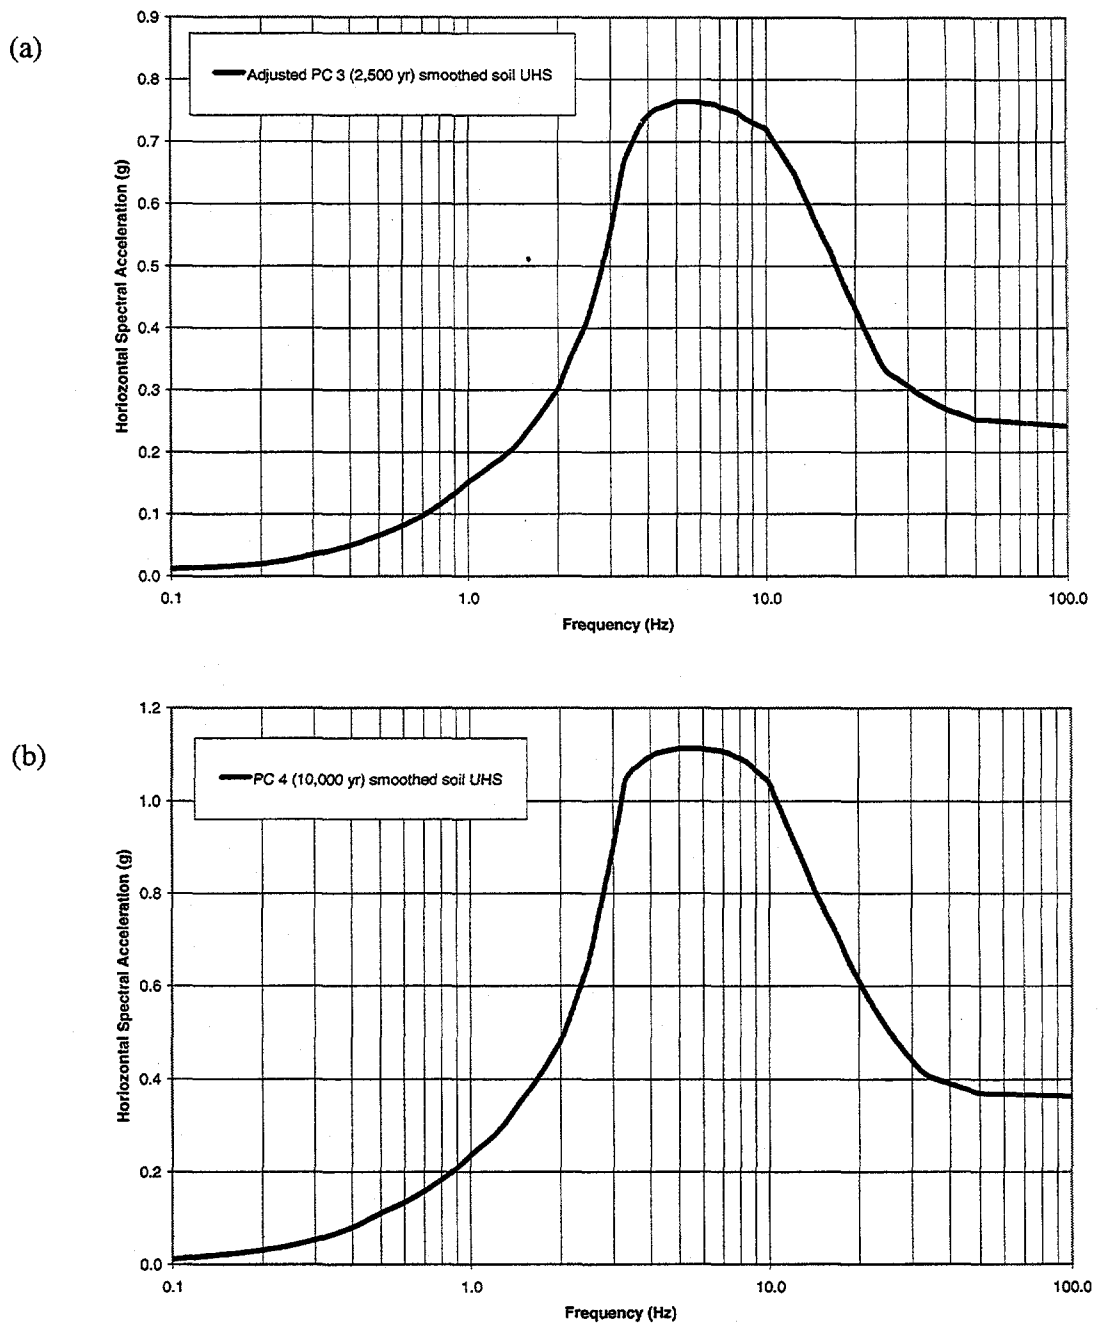 (a)
Adjusted PC 3 (2,500 yr) smoothed soil UHS
Horiozontal Spectral Acceleration (g)
0.9
0.8
0.7
0.6
0.5
0.4
0.3
0.2
0.1
0.0
0.1 1.0 10.0 100.0
Frequency (Hz)
(b)
PC 4 (10,000 yr) smoothed soil UHS
Horiozontal Spectral Acceleration (g)
1.2
1.0
0.8
0.6
0.4
0.2
0.0
0.1 1.0 10.0 100.0
Frequency (Hz)